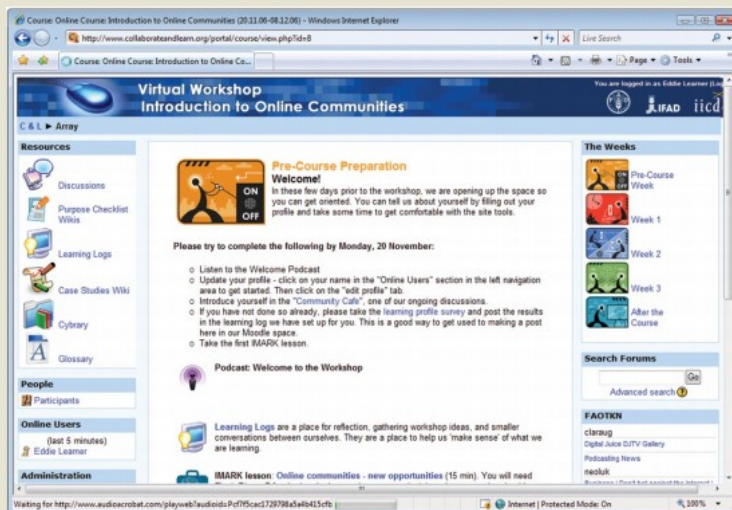 Course: Online Course: Introduction to Online Communities (20.11.06-08.12.06) - Windows Internet Explorer
http://www.collaborateandlearn.org/portal/course/view.php?id=8
Live Search
Course: Online Course: Introduction to Online Co...
Page
Tools
Virtual Workshop
Introduction to Online Communities
You are logged in as Eddie Learner
IFAD
iicd
C & L ► Array
Resources
Discussions
Purpose Checklist
Wikis
Learning Logs
Case Studies Wiki
Cybrary
A
Glossary
People
Participants
Online Users
(last 5 minutes)
Eddie Learner
Administration
ON
OFF
Pre-Course Preparation
Welcome!
In these few days prior to the workshop, we are opening up the space so
you can get oriented. You can tell us about yourself by filling out your
profile and take some time to get comfortable with the site tools.
Please try to complete the following by Monday, 20 November:
Listen to the Welcome Podcast
Update your profile - click on your name in the "Online Users" section in the left navigation
area to get started. Then click on the "edit profile" tab.
Introduce yourself in the "Community Cafe", one of our ongoing discussions.
If you have not done so already, please take the learning profile survey and post the results
in the learning log we have set up for you. This is a good way to get used to making a post
here in our Moodle space.
Take the first IMARK lesson.
Podcast: Welcome to the Workshop
Learning Logs are a place for reflection, gathering workshop ideas, and smaller
conversations between ourselves. They are a place to help us 'make sense' of what we
are learning.
IMARK lesson: Online communities - new opportunities (15 min). You will need
The Weeks
Pre-Course
Week
Week 1
Week 2
Week 3
After the
Course
Search Forums
Go
Advanced search
FAOTKN
claraug
Digital Juice DJTV Gallery
Podcasting News
neoluk
Waiting for http://www.audioacrobat.com/playweb?audioid=
Internet | Protected Mode: On
100%